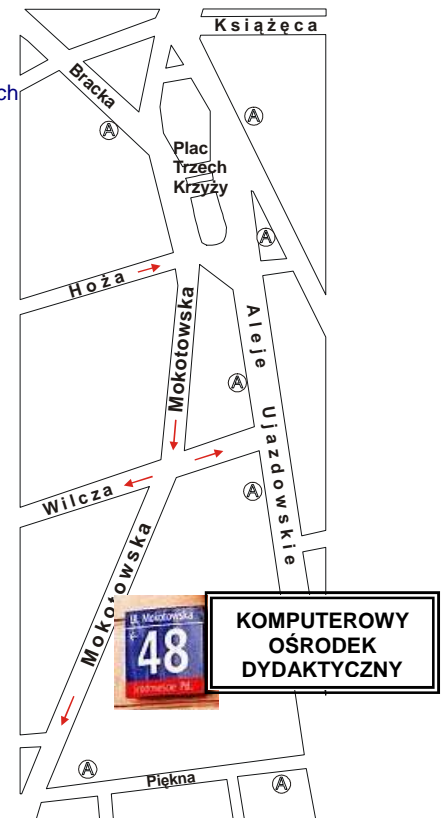 Książęca
ch
Bracka
A
A
Plac
Trzech
Krzyży
A
Hoża
Mokotowska
Aleje Ujazdowskie
A
Wilcza
A
Mokotowska
Ul. Mokotowska
48
Śródmieście Płd.
KOMPUTEROWY
OŚRODEK
DYDAKTYCZNY
A
Piękna
A